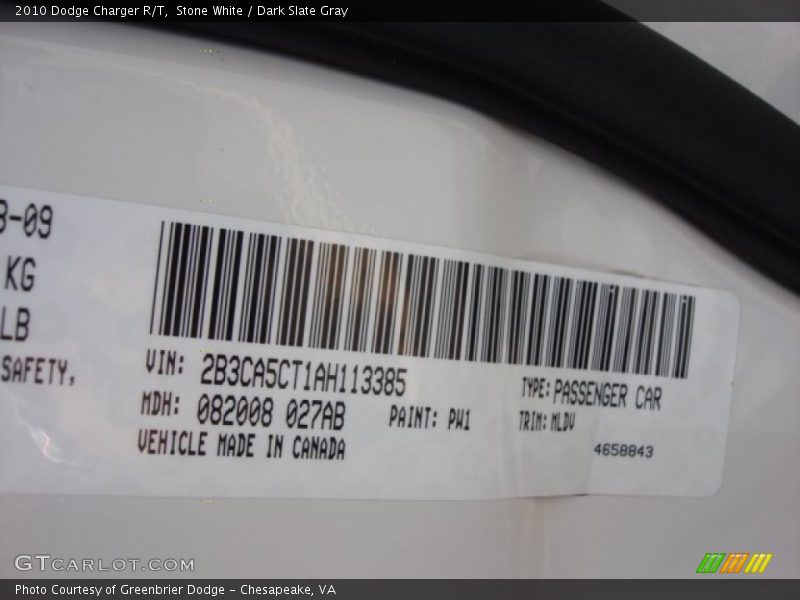 2010 Dodge Charger R/T, Stone White / Dark Slate Gray
-09
KG
LB
SAFETY,
VIN: 2B3CA5CT1AH113385
MDH: 082008 027AB
PAINT: PW1
VEHICLE MADE IN CANADA
TYPE: PASSENGER CAR
TRIM: MLDV
4658843
GTCARLOT.COM
Photo Courtesy of Greenbrier Dodge - Chesapeake, VA